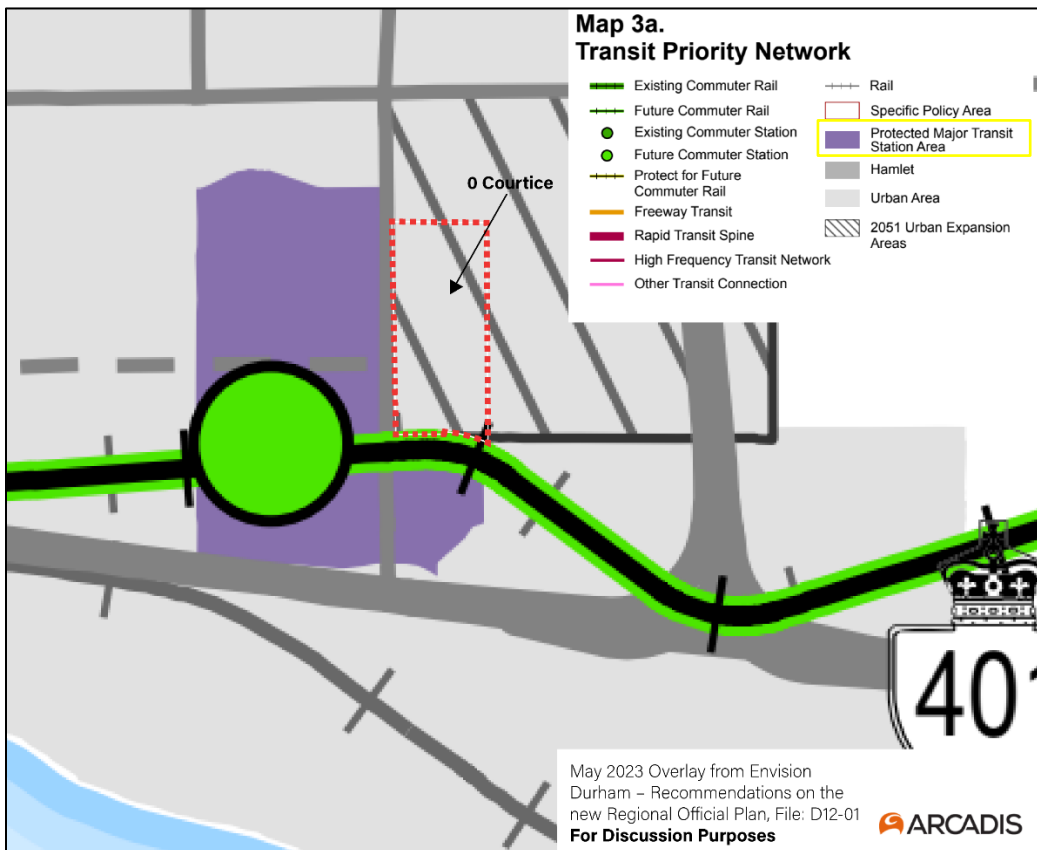 Map 3a.
Transit Priority Network
Existing Commuter Rail
Future Commuter Rail
Existing Commuter Station
Future Commuter Station
Protect for Future
Commuter Rail
Freeway Transit
Rapid Transit Spine
High Frequency Transit Network
Other Transit Connection
Rail
Specific Policy Area
Protected Major Transit
Station Area
Hamlet
Urban Area
2051 Urban Expansion
Areas
0 Courtice
401
May 2023 Overlay from Envision
Durham – Recommendations on the
new Regional Official Plan, File: D12-01
For Discussion Purposes
ARCADIS